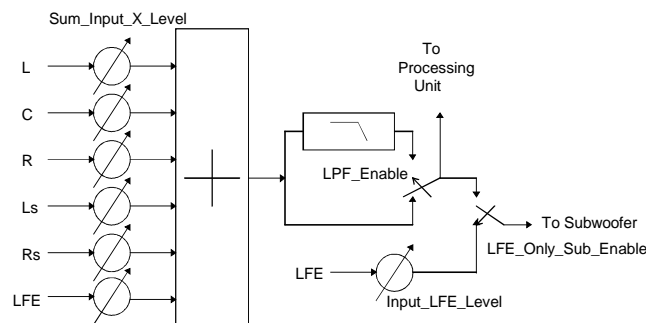 Sum_Input_X_Level
To
Processing
Unit
L
C
R
Ls
Rs
LFE
LPF_Enable
To Subwoofer
LFE_Only_Sub_Enable
LFE
Input_LFE_Level